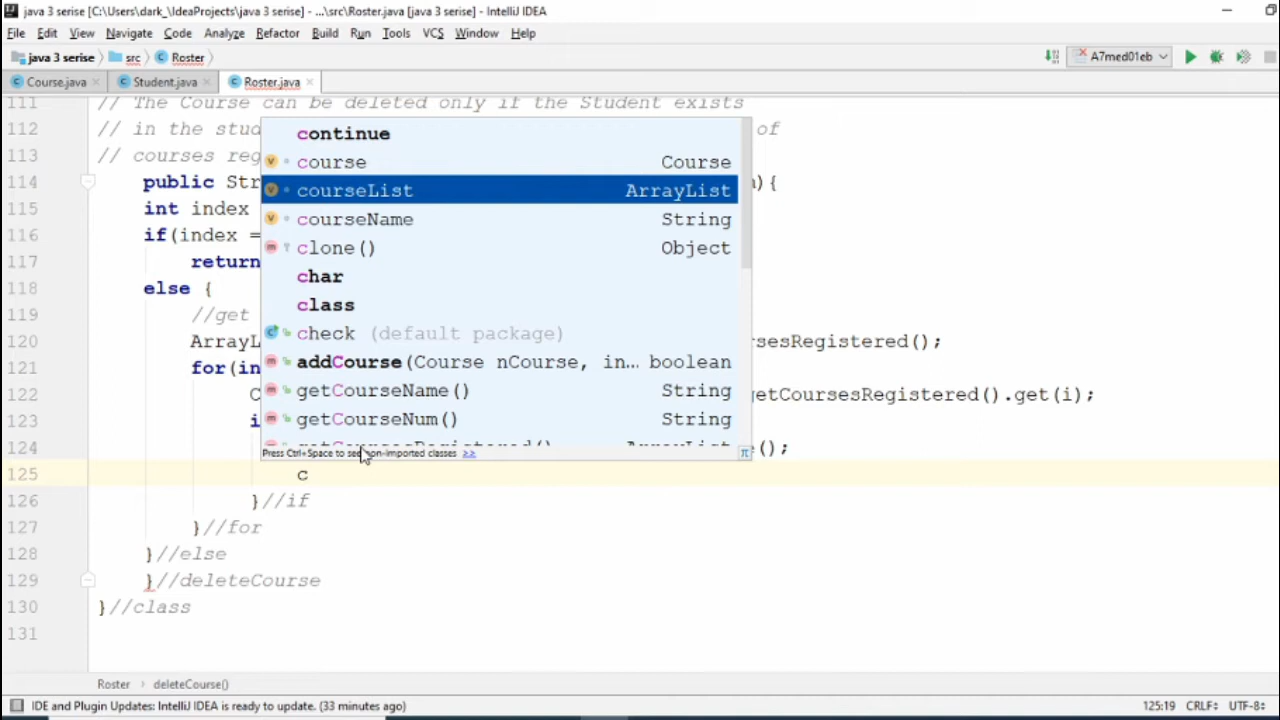 java 3 serise [C:\Users\dark_\IdeaProjects\java 3 serise] - ...\src\Roster.java [java 3 serise] - IntelliJ IDEA
File Edit View Navigate Code Analyze Refactor Build Run Tools VCS Window Help
java 3 serise src Roster A7med01eb
Course.java Student.java Roster.java
111 // The Course can be deleted only if the Student exists
112 // in the stud of
113 // courses reg
114 public Str ){
115 int index
116 if(index =
117 return
118 else {
119 //get
120 ArrayL sesRegistered();
121 for(in
122 C getCoursesRegistered().get(i);
123 i
124 ();
125 c
126 }//if
127 }//for
128 }//else
129 }//deleteCourse
130 }//class
131
continue
course Course
courseList ArrayList
courseName String
clone() Object
char
class
check (default package)
addCourse(Course nCourse, in... boolean
getCourseName() String
getCourseNum() String
getCoursesRegistered() ArrayList
Press Ctrl+Space to see non-imported classes >> π
Roster deleteCourse()
IDE and Plugin Updates: IntelliJ IDEA is ready to update. (33 minutes ago) 125:19 CRLF UTF-8